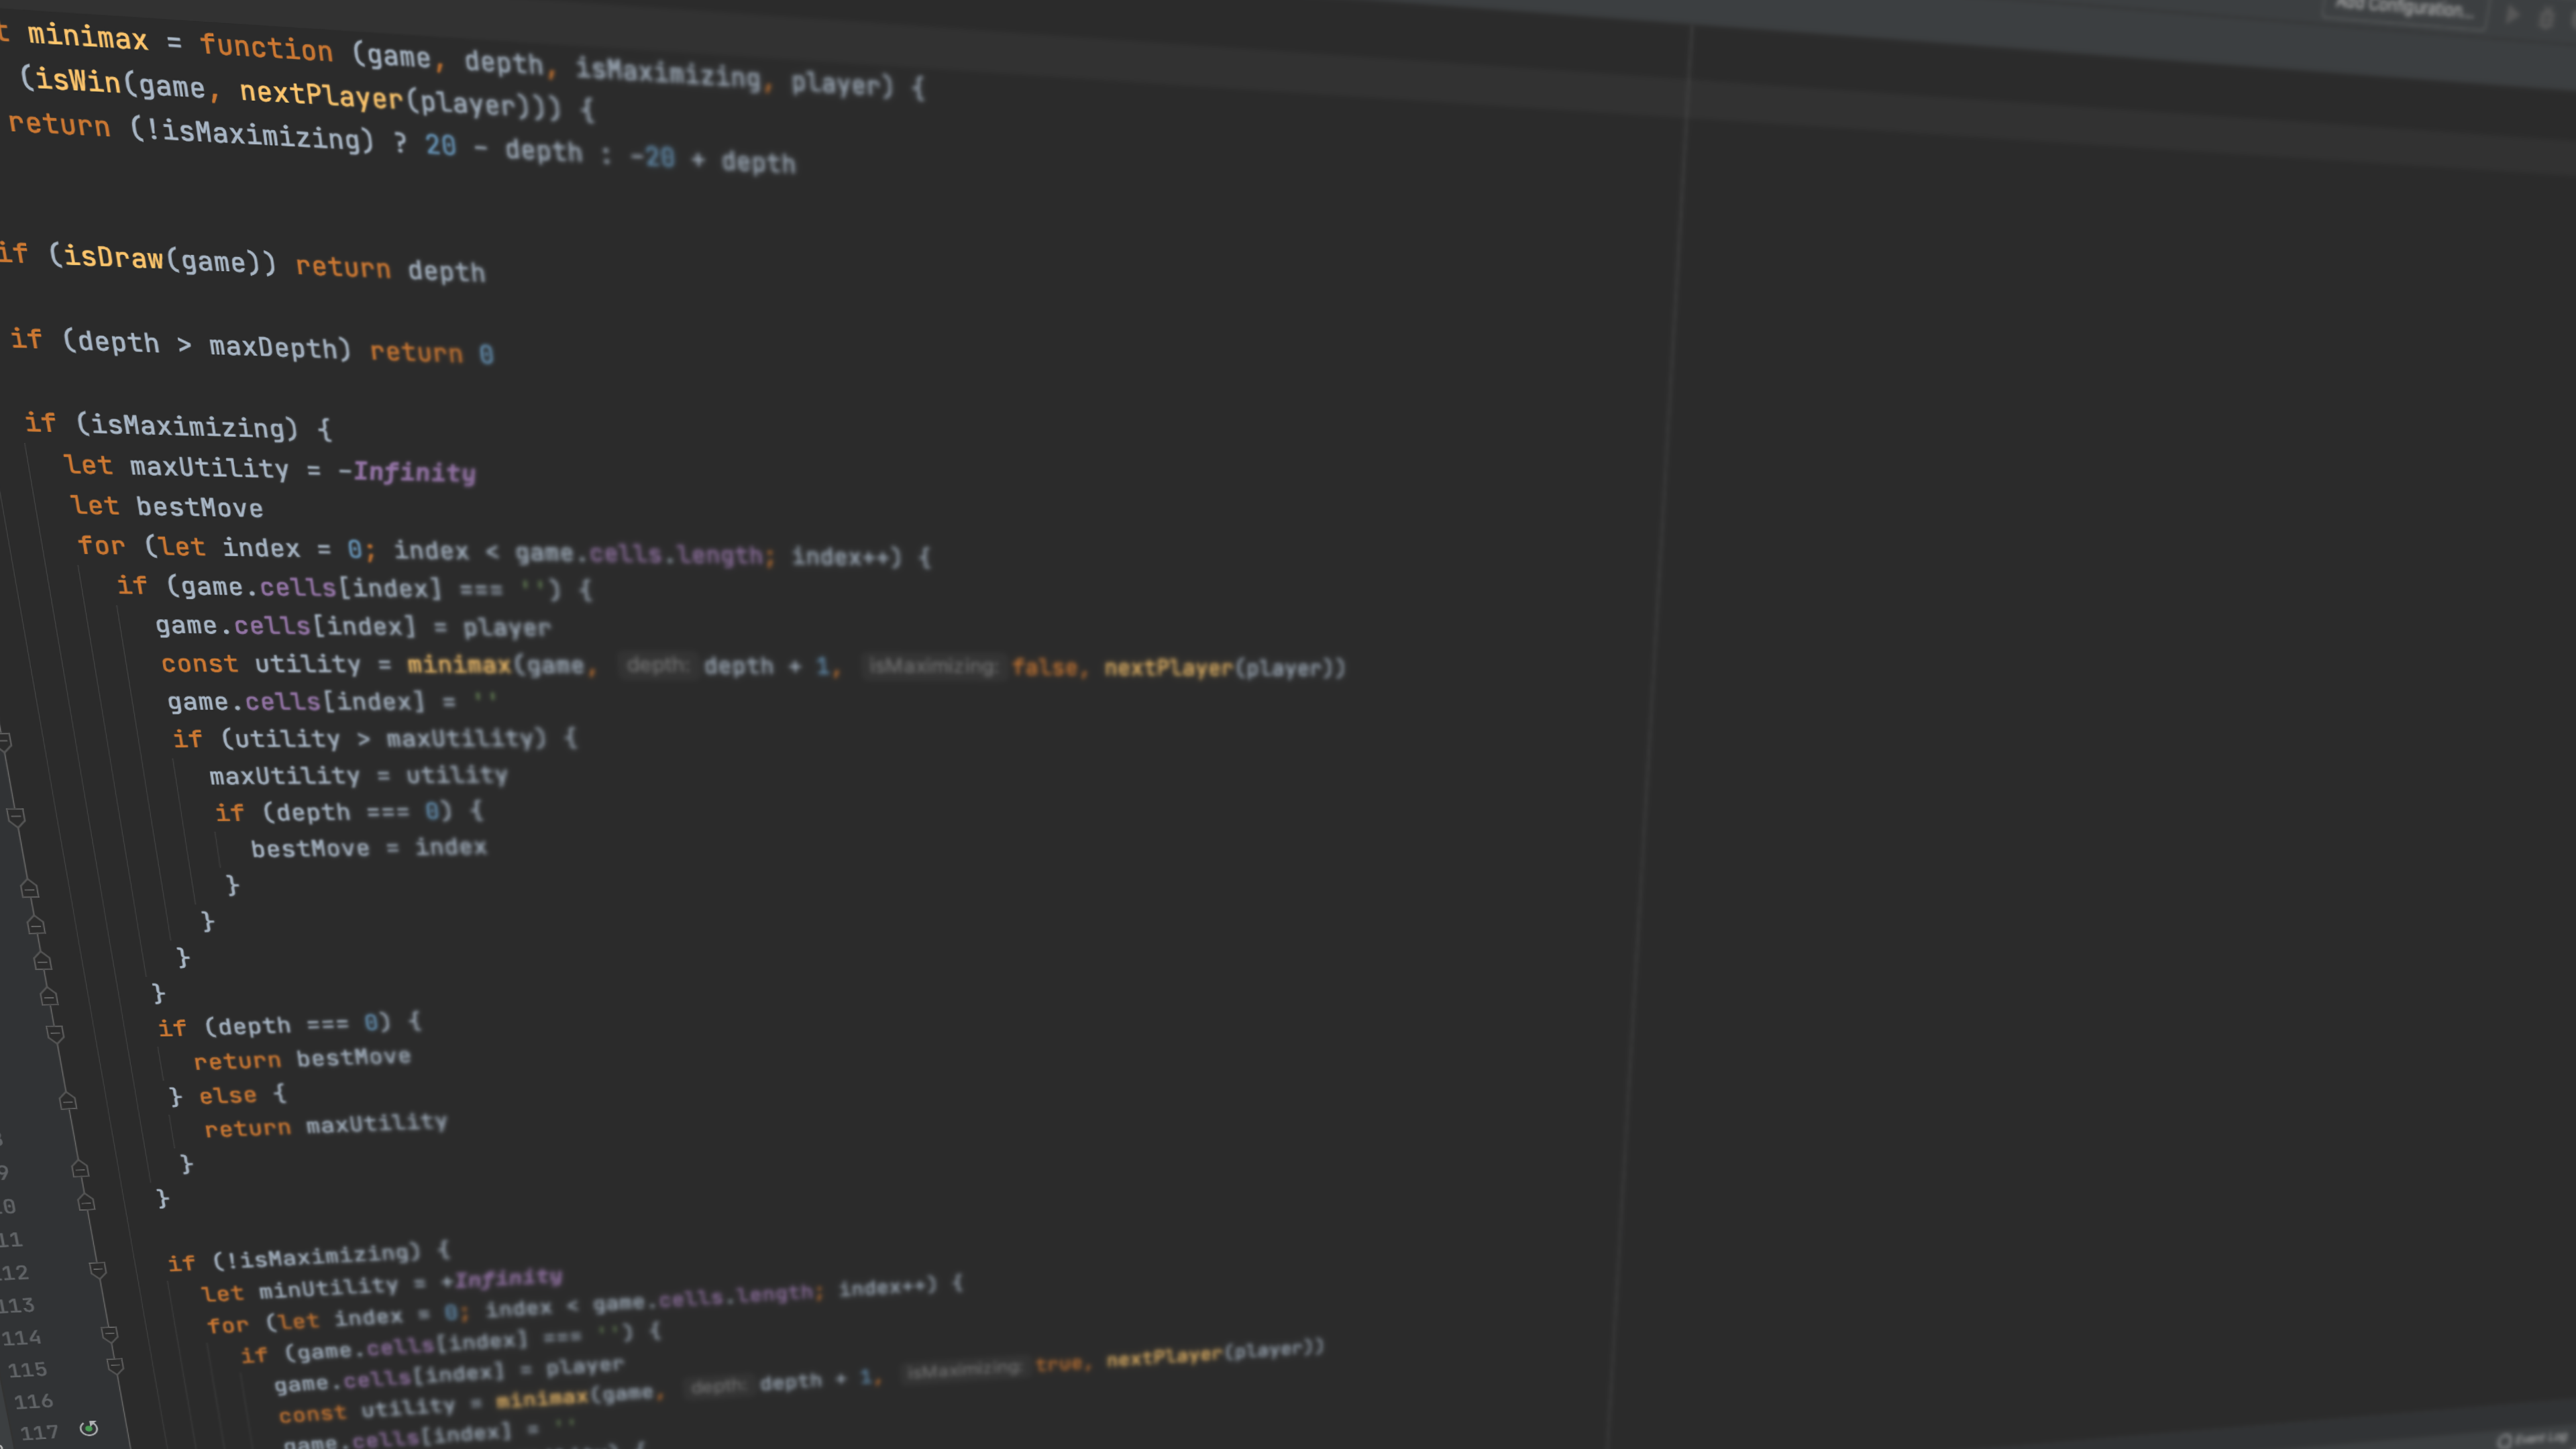 Add Configuration...
t minimax = function (game, depth, isMaximizing, player) {
(isWin(game, nextPlayer(player))) {
return (!isMaximizing) ? 20 - depth : -20 + depth
if (isDraw(game)) return depth
if (depth > maxDepth) return 0
if (isMaximizing) {
let maxUtility = -Infinity
let bestMove
for (let index = 0; index < game.cells.length; index++) {
if (game.cells[index] === '') {
game.cells[index] = player
const utility = minimax(game, depth: depth + 1, isMaximizing: false, nextPlayer(player))
game.cells[index] = ''
if (utility > maxUtility) {
maxUtility = utility
if (depth === 0) {
bestMove = index
}
}
}
}
if (depth === 0) {
return bestMove
} else {
return maxUtility
}
}
11
112 if (!isMaximizing) {
113 let minUtility = +Infinity
114 for (let index = 0; index < game.cells.length; index++) {
115 if (game.cells[index] === '') {
116 game.cells[index] = player
117 const utility = minimax(game, depth: depth + 1, isMaximizing: true, nextPlayer(player))
game.cells[index] = ''
Event Log